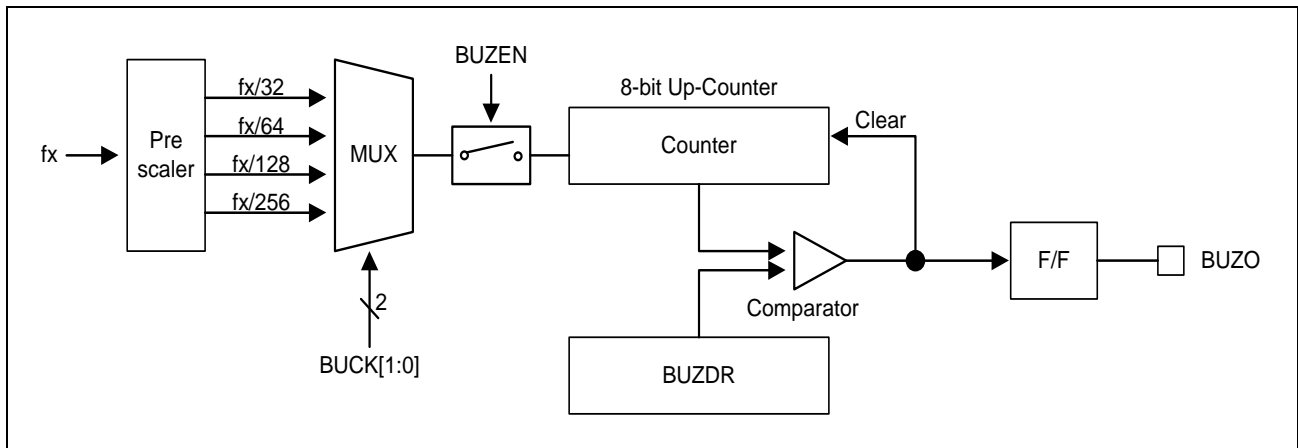 BUZEN
8-bit Up-Counter
fx/32
fx/64
fx/128
fx/256
fx
Pre
scaler
MUX
Counter
Clear
2
BUCK[1:0]
Comparator
F/F
BUZO
BUZDR